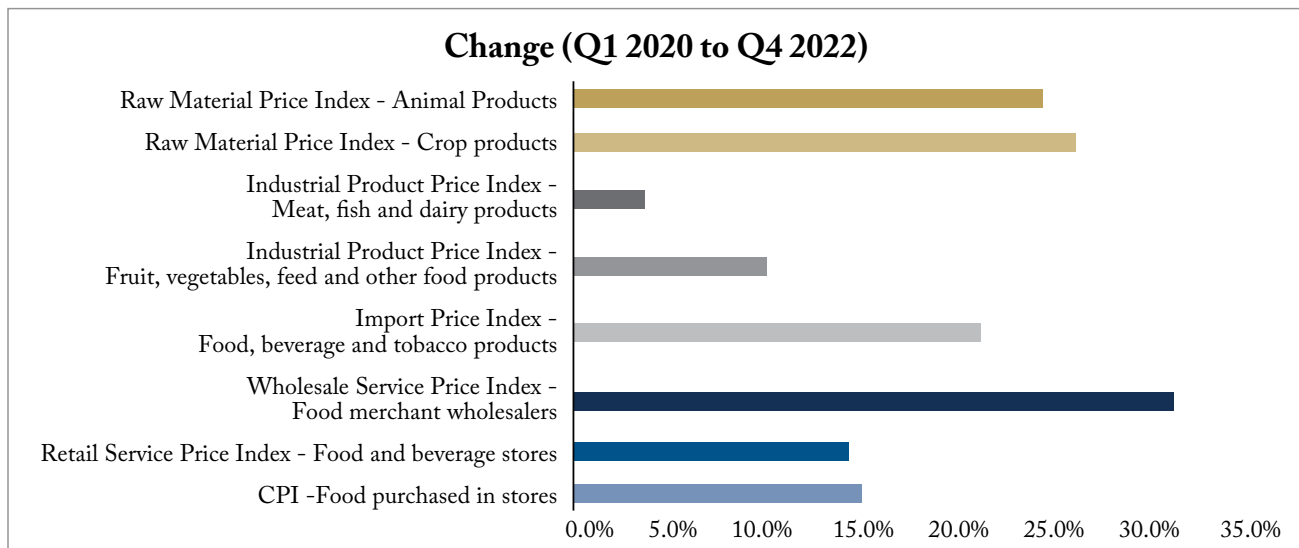 Change (Q1 2020 to Q4 2022)
Raw Material Price Index - Animal Products
Raw Material Price Index - Crop products
Industrial Product Price Index -
Meat, fish and dairy products
Industrial Product Price Index -
Fruit, vegetables, feed and other food products
Import Price Index -
Food, beverage and tobacco products
Wholesale Service Price Index -
Food merchant wholesalers
Retail Service Price Index - Food and beverage stores
CPI -Food purchased in stores
0.0% 5.0% 10.0% 15.0% 20.0% 25.0% 30.0% 35.0%